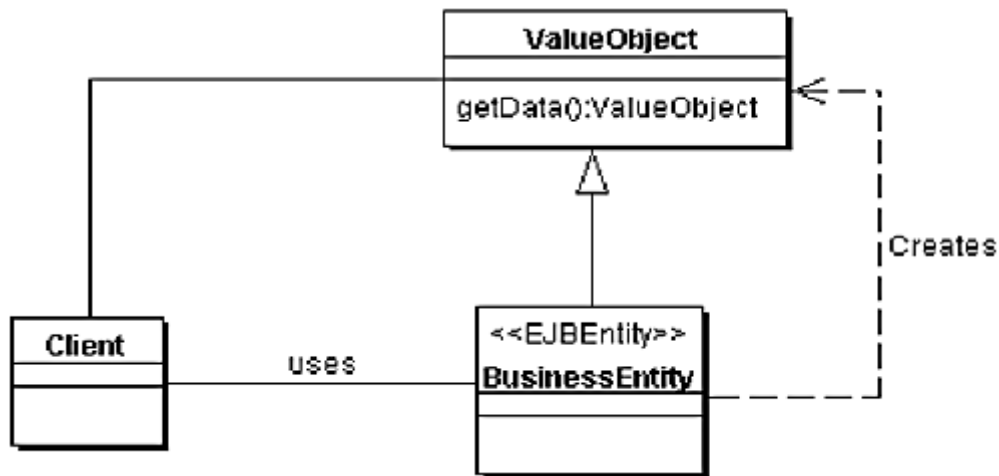 ValueObject
getData():ValueObject
Creates
Client
uses
<<EJBEntity>>
BusinessEntity